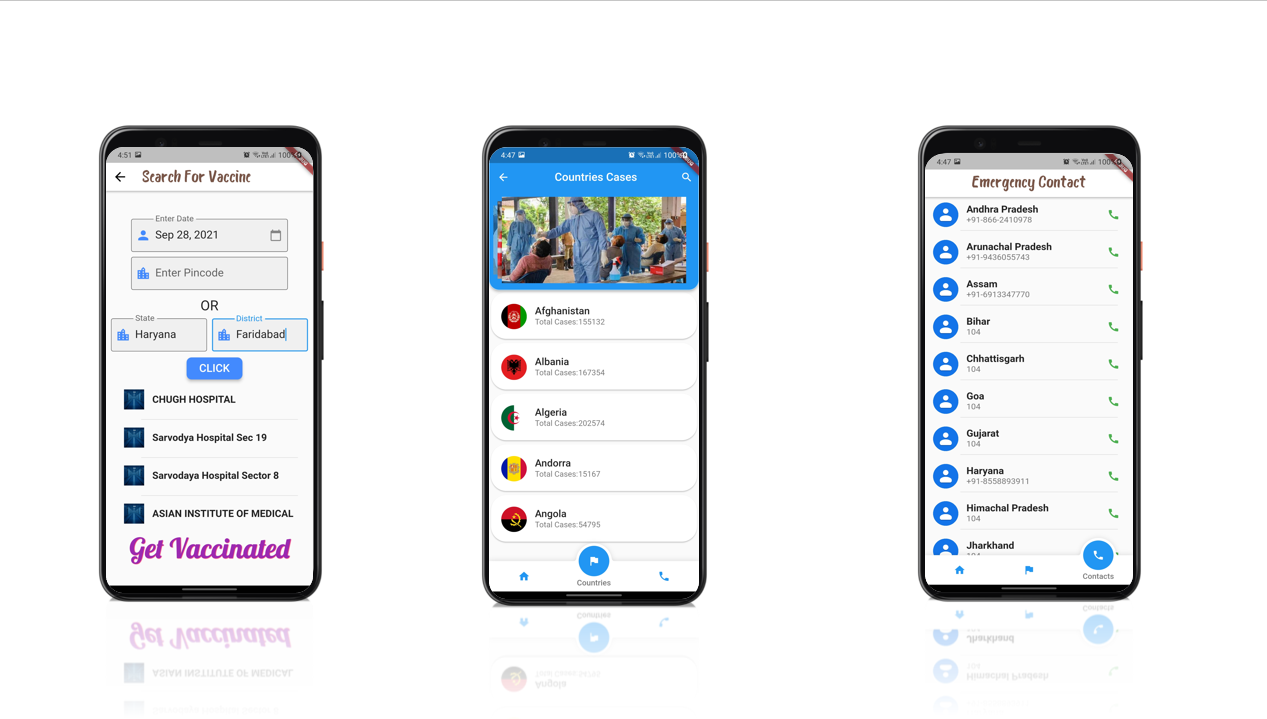 4:51
100%
Search For Vaccine
Enter Date
Sep 28, 2021
Enter Pincode
OR
State
Haryana
District
Faridabad
CLICK
CHUGH HOSPITAL
Sarvodya Hospital Sec 19
Sarvodaya Hospital Sector 8
ASIAN INSTITUTE OF MEDICAL
Get Vaccinated
4:47
100%
Countries Cases
Afghanistan
Total Cases:155132
Albania
Total Cases:167354
Algeria
Total Cases:202574
Andorra
Total Cases:15167
Angola
Total Cases:54795
Countries
4:47
100%
Emergency Contact
Andhra Pradesh
+91-866-2410978
Arunachal Pradesh
+91-9436055743
Assam
+91-6913347770
Bihar
104
Chhattisgarh
104
Goa
104
Gujarat
104
Haryana
+91-8558893911
Himachal Pradesh
104
Jharkhand
Contacts